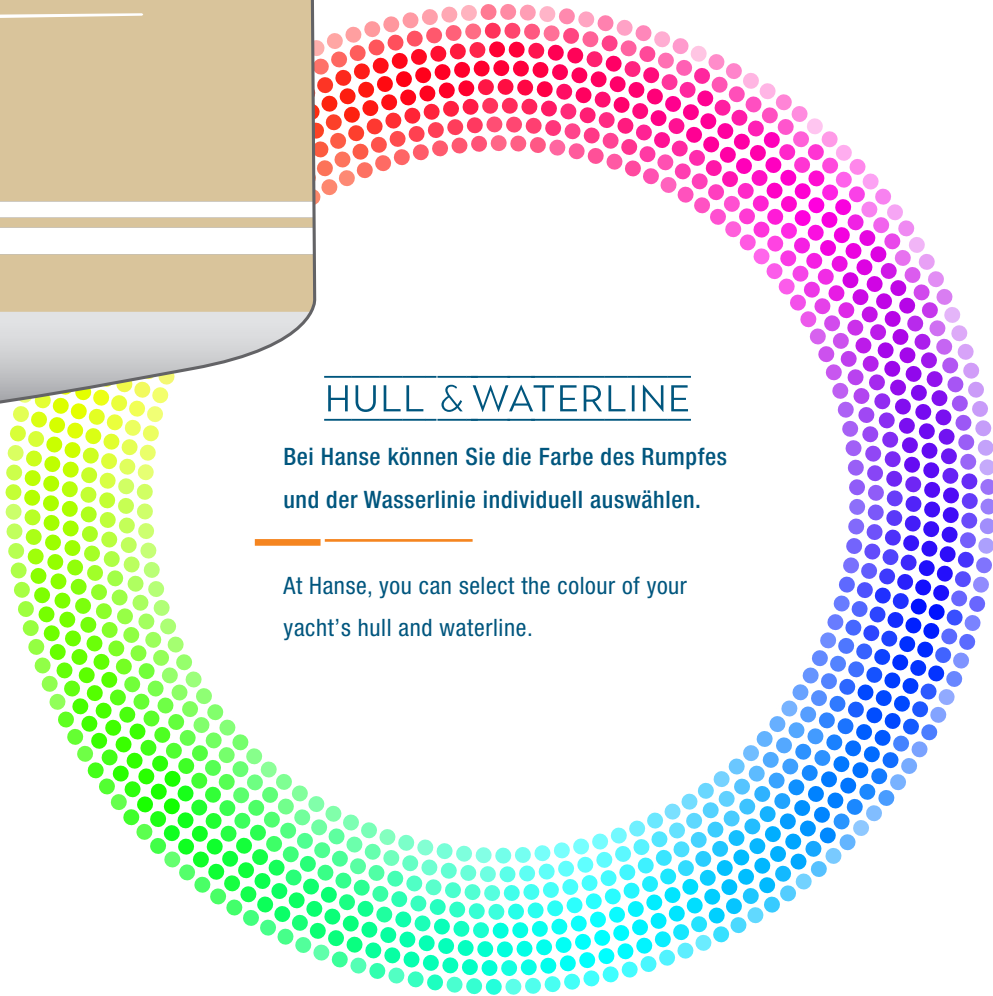 HULL & WATERLINE
Bei Hanse können Sie die Farbe des Rumpfes
und der Wasserlinie individuell auswählen.
At Hanse, you can select the colour of your
yacht's hull and waterline.